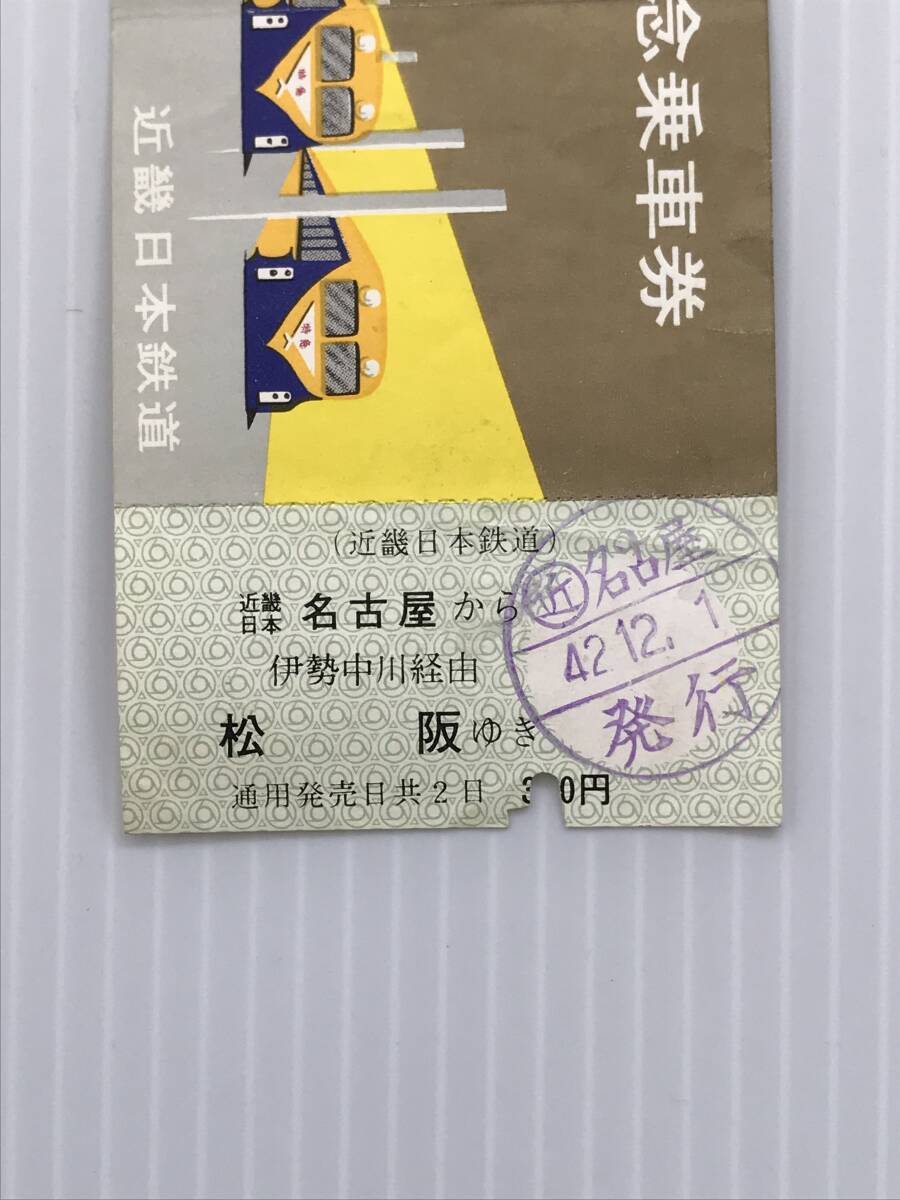 急乗車券
特急
特急
近畿日本鉄道
(近畿日本鉄道)
近畿日本 名古屋から
伊勢中川経由
松阪ゆき
通用発売日共2日 3 0円
近 名古屋
42.12.1
発行